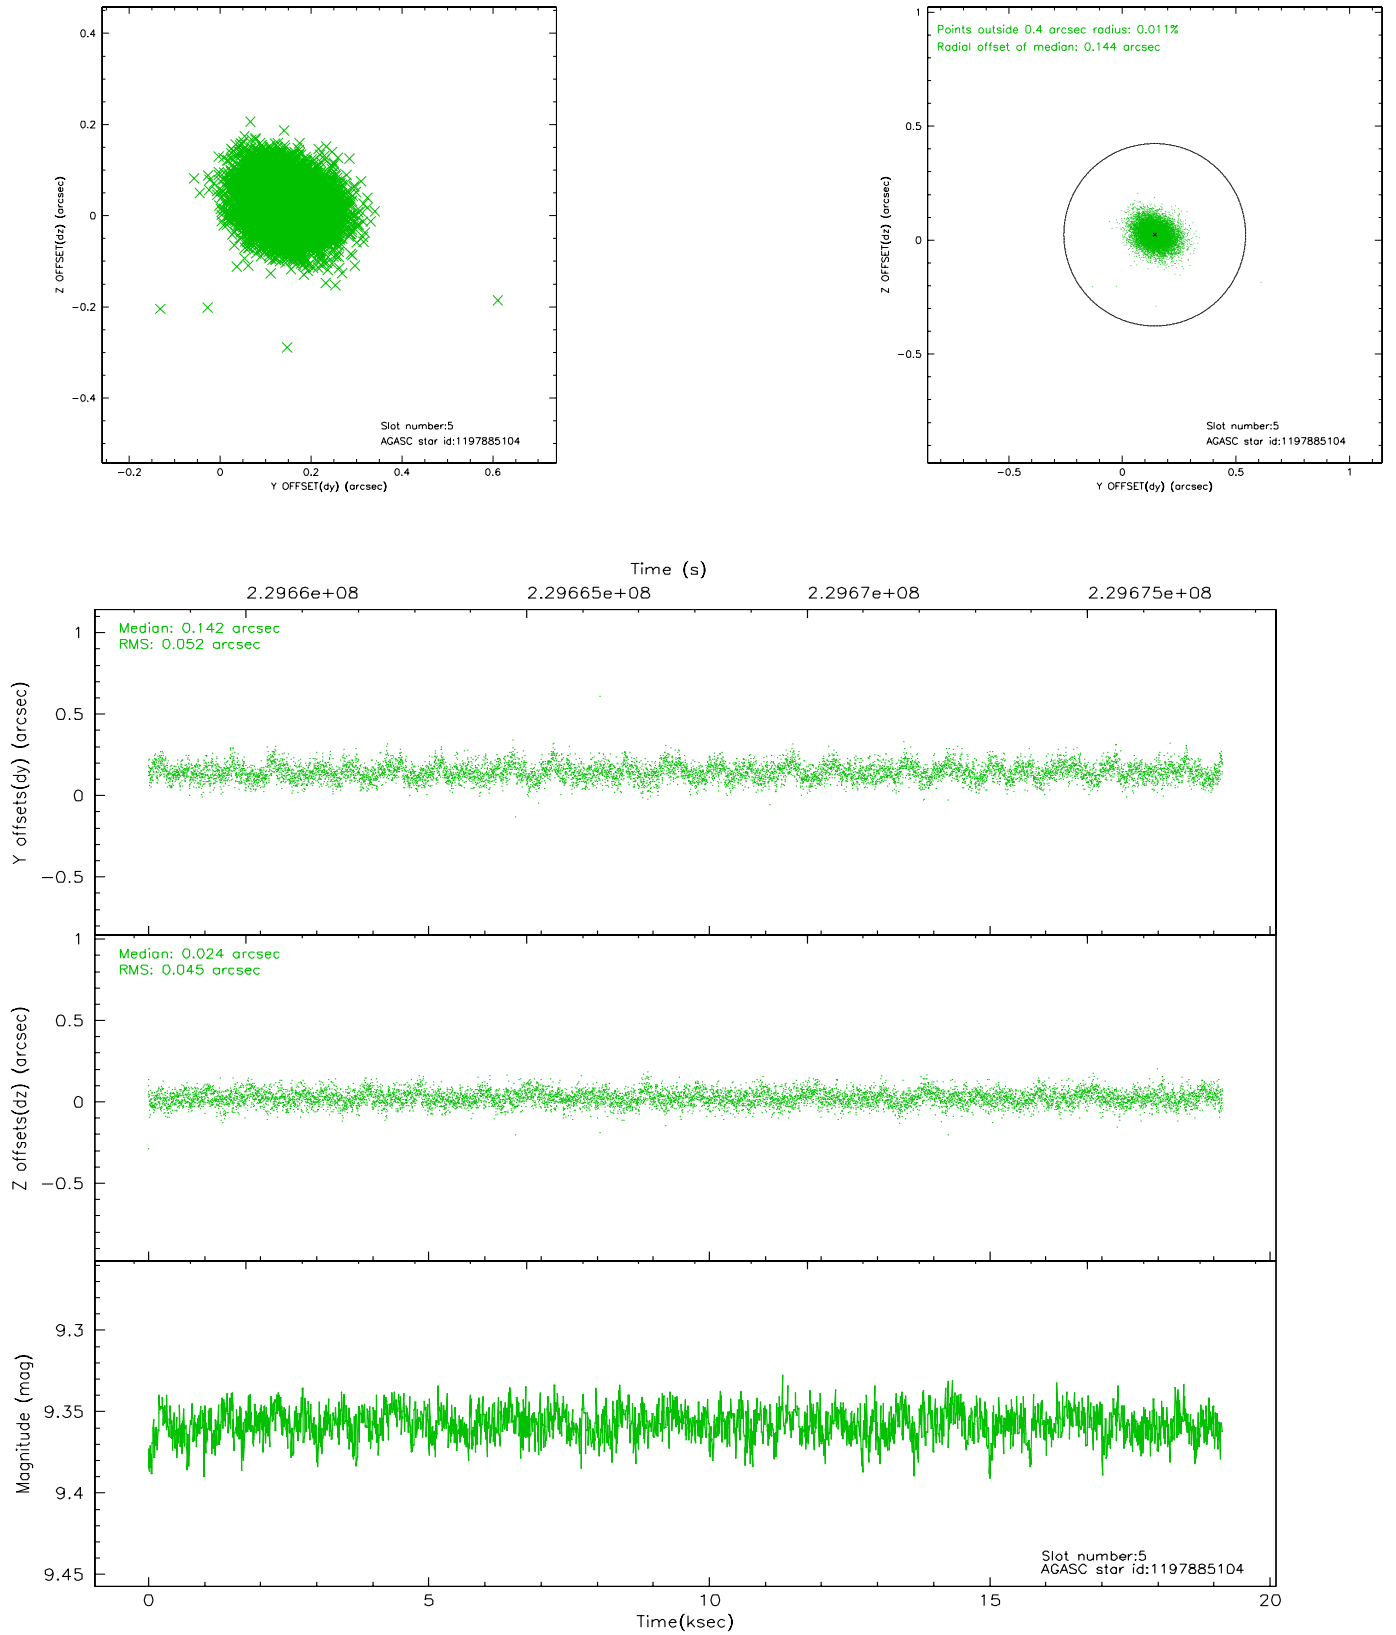 0.4
0.2
0
-0.2
-0.4
Z OFFSET(dz) (arcsec)
Slot number:5
AGASC star id:1197885104
-0.2 0 0.2 0.4 0.6
Y OFFSET(dy) (arcsec)
1
0.5
0
-0.5
Z OFFSET(dz) (arcsec)
Points outside 0.4 arcsec radius: 0.011%
Radial offset of median: 0.144 arcsec
Slot number:5
AGASC star id:1197885104
-0.5 0 0.5 1
Y OFFSET(dy) (arcsec)
Time (s)
2.2966e+08 2.29665e+08 2.2967e+08 2.29675e+08
Median: 0.142 arcsec
RMS: 0.052 arcsec
1
0.5
0
-0.5
Y offsets(dy) (arcsec)
Median: 0.024 arcsec
RMS: 0.045 arcsec
1
0.5
0
-0.5
Z offsets(dz) (arcsec)
9.3
9.35
9.4
9.45
Magnitude (mag)
Slot number:5
AGASC star id:1197885104
0 5 10 15 20
Time(ksec)